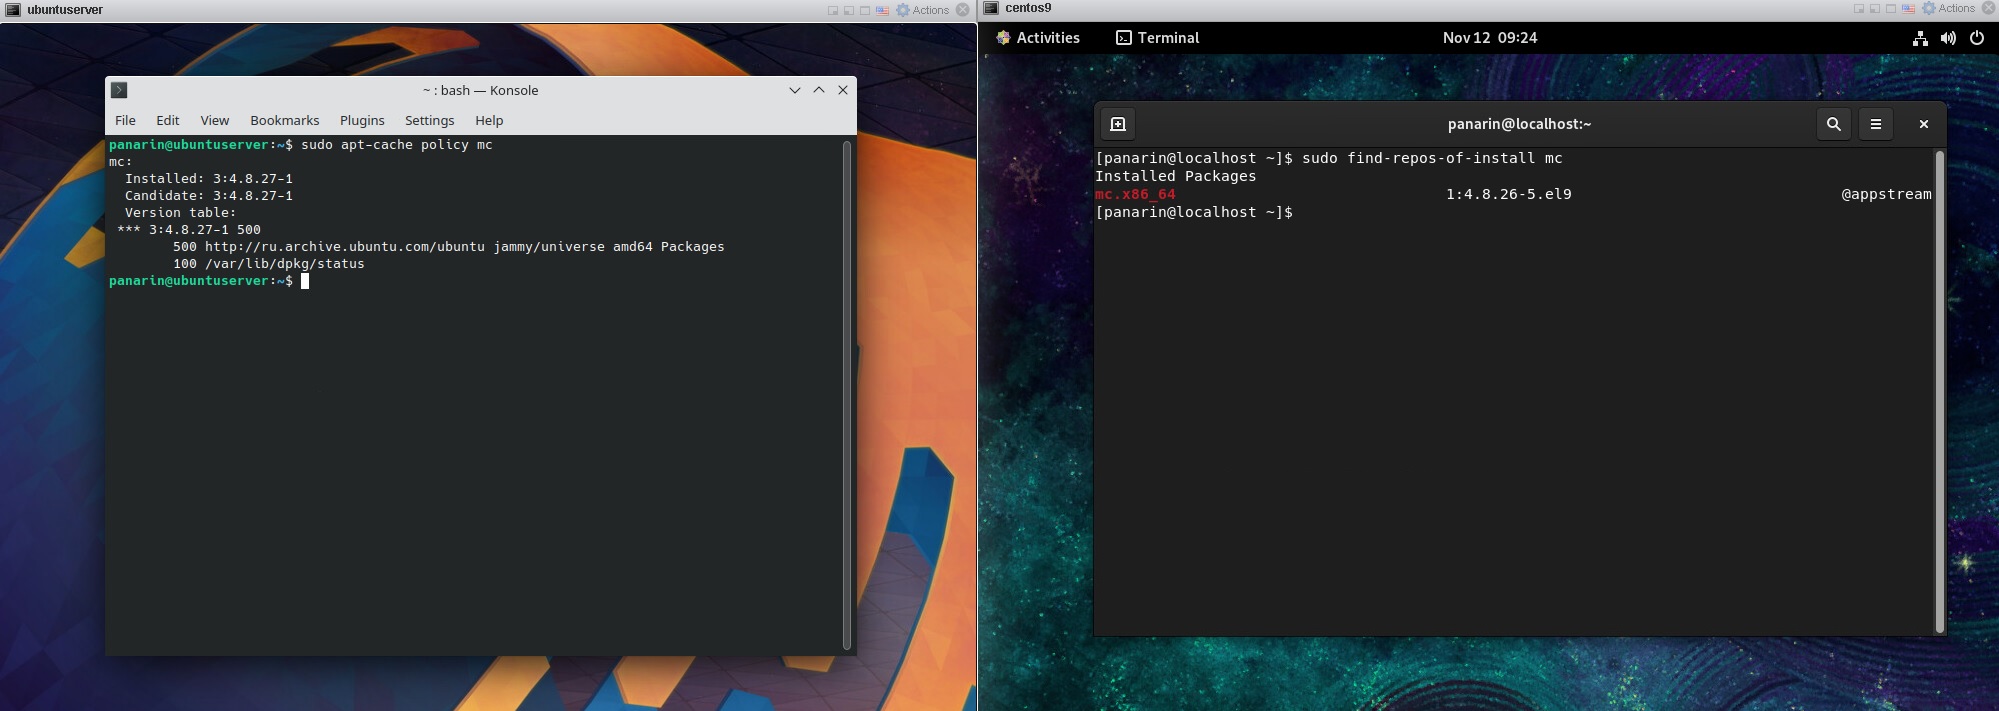 ubuntuserver
Actions
~ : bash — Konsole
File Edit View Bookmarks Plugins Settings Help
panarin@ubuntuserver:~$ sudo apt-cache policy mc
mc:
  Installed: 3:4.8.27-1
  Candidate: 3:4.8.27-1
  Version table:
 *** 3:4.8.27-1 500
        500 http://ru.archive.ubuntu.com/ubuntu jammy/universe amd64 Packages
        100 /var/lib/dpkg/status
panarin@ubuntuserver:~$
centos9
Actions
Activities Terminal Nov 12 09:24
panarin@localhost:~
[panarin@localhost ~]$ sudo find-repos-of-install mc
Installed Packages
mc.x86_64 1:4.8.26-5.el9 @appstream
[panarin@localhost ~]$